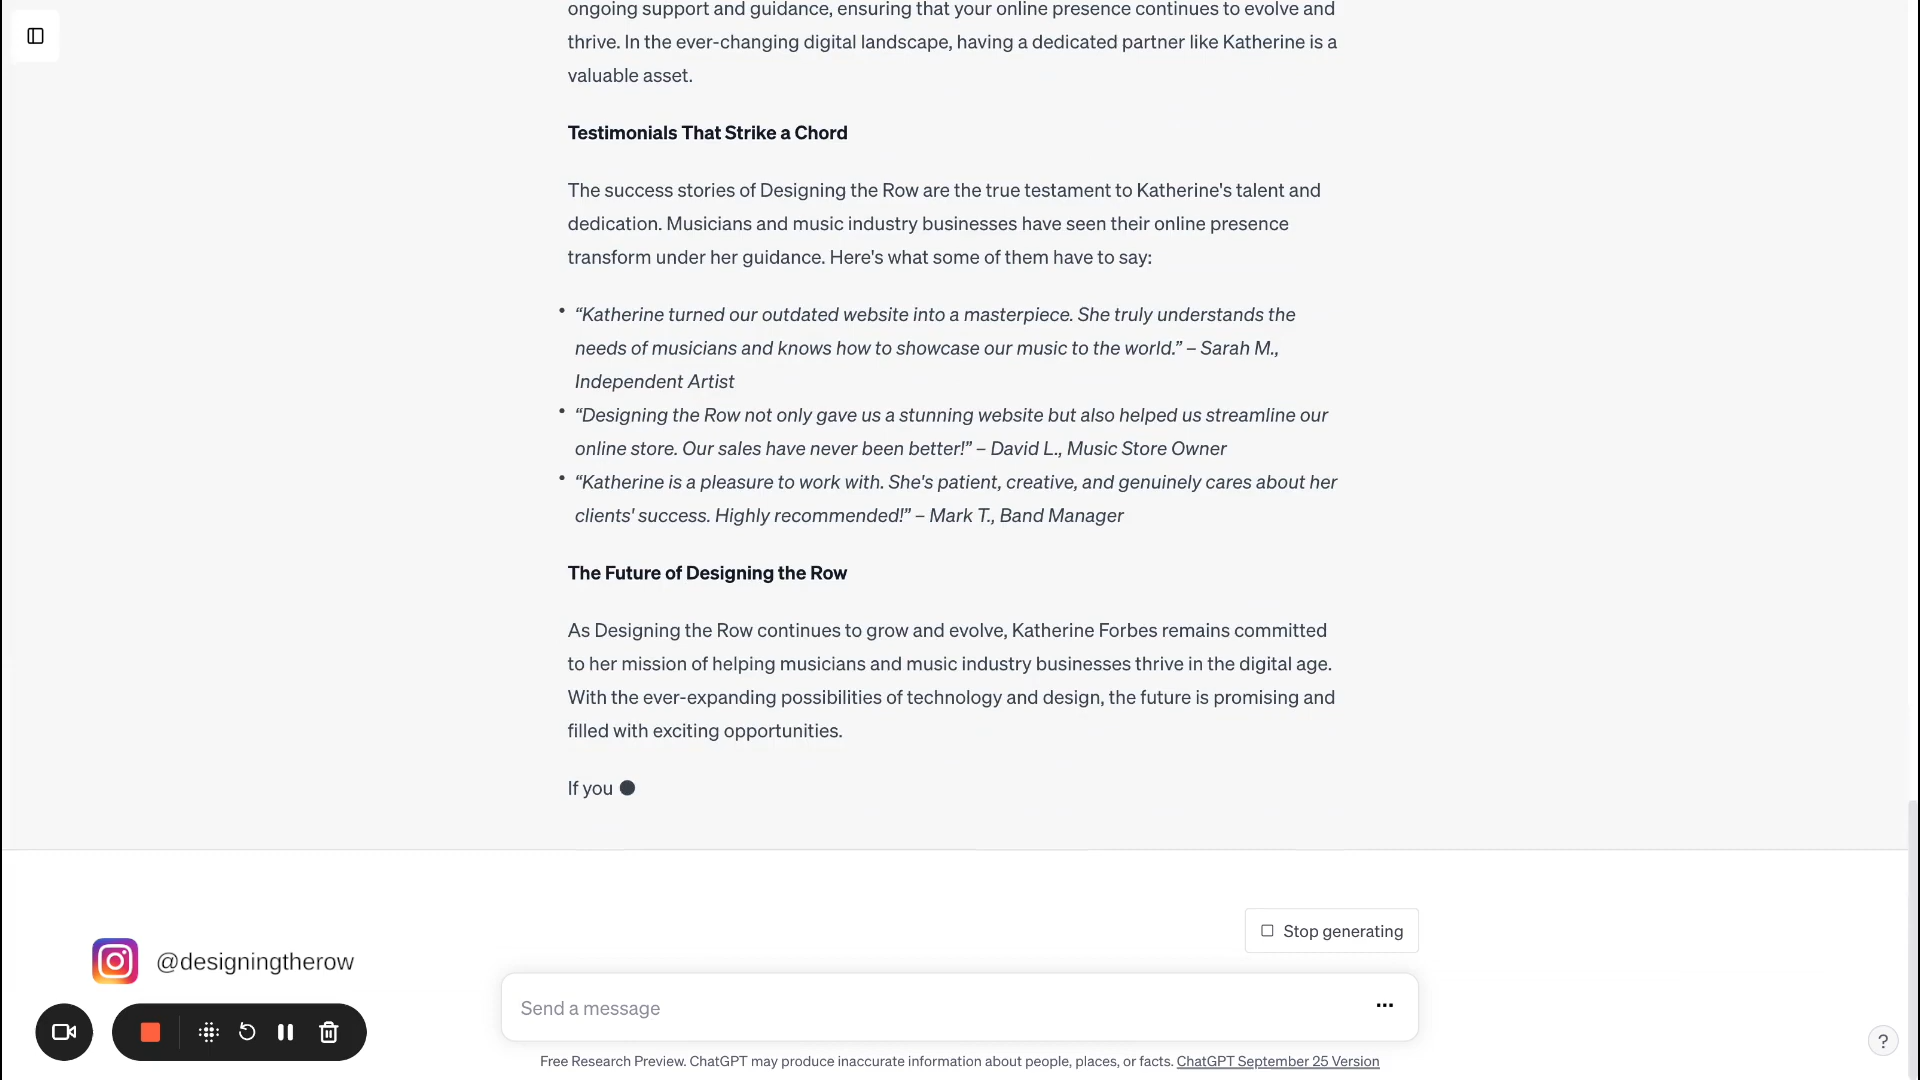 ongoing support and guidance, ensuring that your online presence continues to evolve and
thrive. In the ever-changing digital landscape, having a dedicated partner like Katherine is a
valuable asset.
Testimonials That Strike a Chord
The success stories of Designing the Row are the true testament to Katherine's talent and
dedication. Musicians and music industry businesses have seen their online presence
transform under her guidance. Here's what some of them have to say:
• “Katherine turned our outdated website into a masterpiece. She truly understands the
needs of musicians and knows how to showcase our music to the world.” – Sarah M.,
Independent Artist
• “Designing the Row not only gave us a stunning website but also helped us streamline our
online store. Our sales have never been better!” – David L., Music Store Owner
• “Katherine is a pleasure to work with. She's patient, creative, and genuinely cares about her
clients' success. Highly recommended!” – Mark T., Band Manager
The Future of Designing the Row
As Designing the Row continues to grow and evolve, Katherine Forbes remains committed
to her mission of helping musicians and music industry businesses thrive in the digital age.
With the ever-expanding possibilities of technology and design, the future is promising and
filled with exciting opportunities.
If you
Stop generating
@designingtherow
Send a message
Free Research Preview. ChatGPT may produce inaccurate information about people, places, or facts. ChatGPT September 25 Version
?